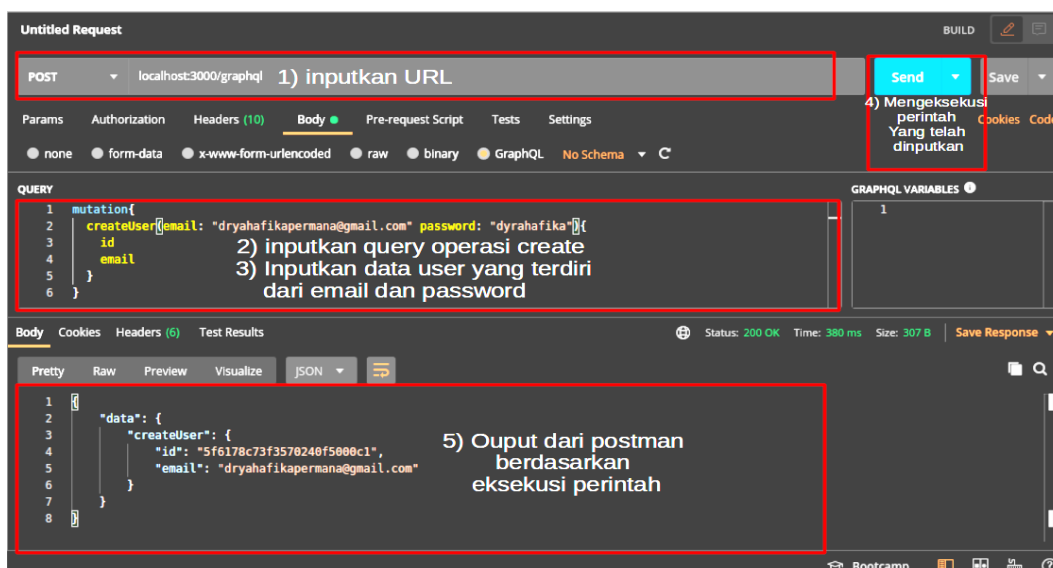 Untitled Request
BUILD
POST
localhost:3000/graphql
1) inputkan URL
Send
Save
4) Mengeksekusi
perintah
Yang telah
dinputkan
Params
Authorization
Headers (10)
Body
Pre-request Script
Tests
Settings
Cookies
Code
none
form-data
x-www-form-urlencoded
raw
binary
GraphQL
No Schema
QUERY
GRAPHQL VARIABLES
1 mutation{
2 createUser(email: "dryahafikapermana@gmail.com" password: "dyrahafika"){
3 id
4 email
5 }
6 }
2) inputkan query operasi create
3) Inputkan data user yang terdiri
dari email dan password
1
Body
Cookies
Headers (6)
Test Results
Status: 200 OK
Time: 380 ms
Size: 307 B
Save Response
Pretty
Raw
Preview
Visualize
JSON
1 {
2 "data": {
3 "createUser": {
4 "id": "5f6178c73f3570240f5000c1",
5 "email": "dryahafikapermana@gmail.com"
6 }
7 }
8 }
5) Ouput dari postman
berdasarkan
eksekusi perintah
Bootcamp